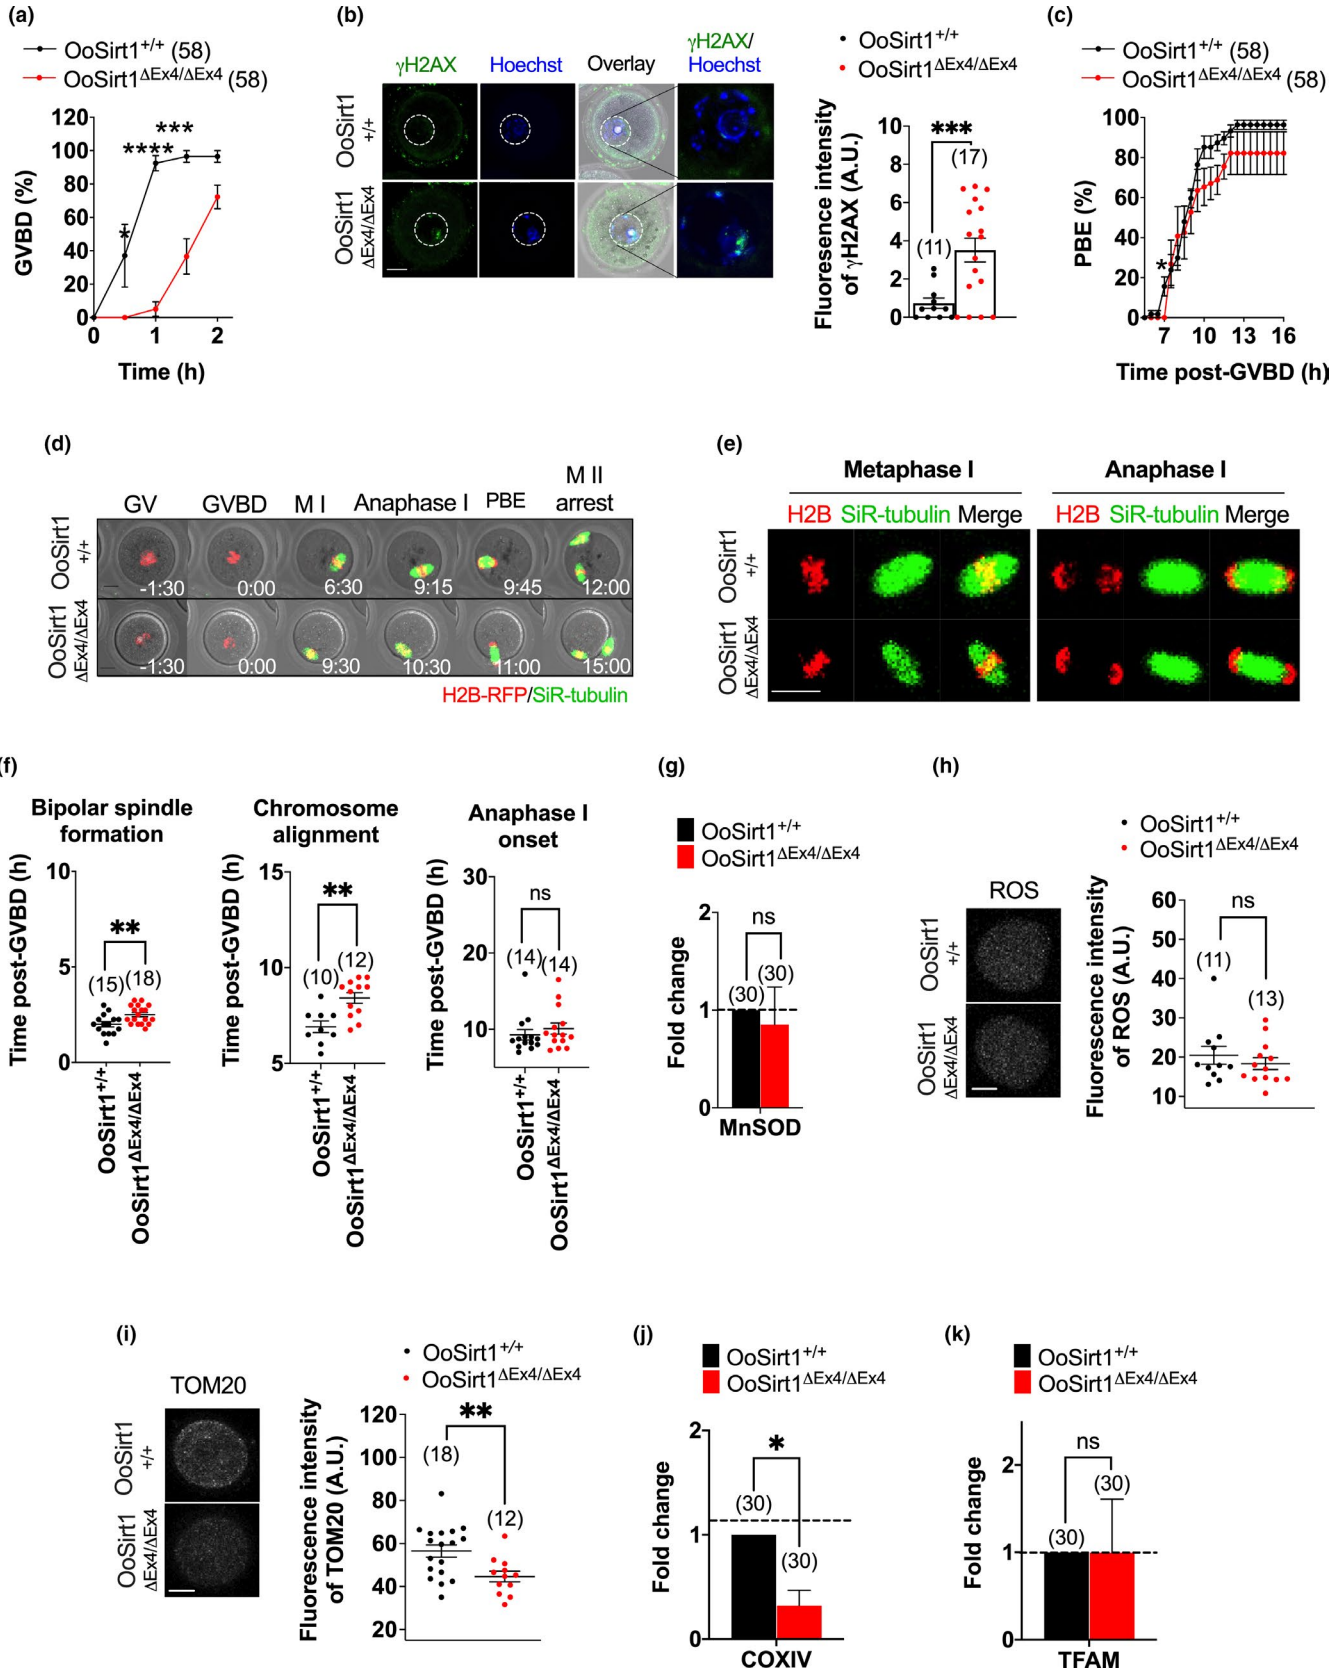 (a)
OoSirt1+/+ (58)
OoSirt1ΔEx4/ΔEx4 (58)
120
100
80
60
40
20
0
GVBD (%)
***
****
*
0 1 2
Time (h)
(b)
γH2AX Hoechst Overlay γH2AX/
Hoechst
OoSirt1
+/+
OoSirt1
ΔEx4/ΔEx4
OoSirt1+/+
OoSirt1ΔEx4/ΔEx4
Fluoresence intensity
of γH2AX (A.U.)
10
8
6
4
2
0
***
(17)
(11)
(c)
OoSirt1+/+ (58)
OoSirt1ΔEx4/ΔEx4 (58)
PBE (%)
100
80
60
40
20
0
*
7 10 13 16
Time post-GVBD (h)
(d)
GV GVBD M I Anaphase I PBE M II
arrest
OoSirt1
+/+
-1:30 0:00 6:30 9:15 9:45 12:00
OoSirt1
ΔEx4/ΔEx4
-1:30 0:00 9:30 10:30 11:00 15:00
H2B-RFP/SiR-tubulin
(e)
Metaphase I Anaphase I
H2B SiR-tubulin Merge H2B SiR-tubulin Merge
OoSirt1
+/+
OoSirt1
ΔEx4/ΔEx4
(f)
Bipolar spindle
formation
Time post-GVBD (h)
10
5
0
**
(15) (18)
OoSirt1+/+
OoSirt1ΔEx4/ΔEx4
Chromosome
alignment
Time post-GVBD (h)
15
10
5
**
(10) (12)
OoSirt1+/+
OoSirt1ΔEx4/ΔEx4
Anaphase I
onset
Time post-GVBD (h)
30
20
10
ns
(14) (14)
OoSirt1+/+
OoSirt1ΔEx4/ΔEx4
(g)
OoSirt1+/+
OoSirt1ΔEx4/ΔEx4
Fold change
2
1
0
ns
(30) (30)
MnSOD
(h)
ROS
OoSirt1
+/+
OoSirt1
ΔEx4/ΔEx4
OoSirt1+/+
OoSirt1ΔEx4/ΔEx4
Fluorescence intensity
of ROS (A.U.)
60
50
40
30
20
10
ns
(11)
(13)
(i)
TOM20
OoSirt1
+/+
OoSirt1
ΔEx4/ΔEx4
OoSirt1+/+
OoSirt1ΔEx4/ΔEx4
Fluorescence intensity
of TOM20 (A.U.)
120
100
80
60
40
20
**
(18)
(12)
(j)
OoSirt1+/+
OoSirt1ΔEx4/ΔEx4
Fold change
2
1
0
*
(30)
(30)
COXIV
(k)
OoSirt1+/+
OoSirt1ΔEx4/ΔEx4
Fold change
2
1
0
ns
(30)
(30)
TFAM